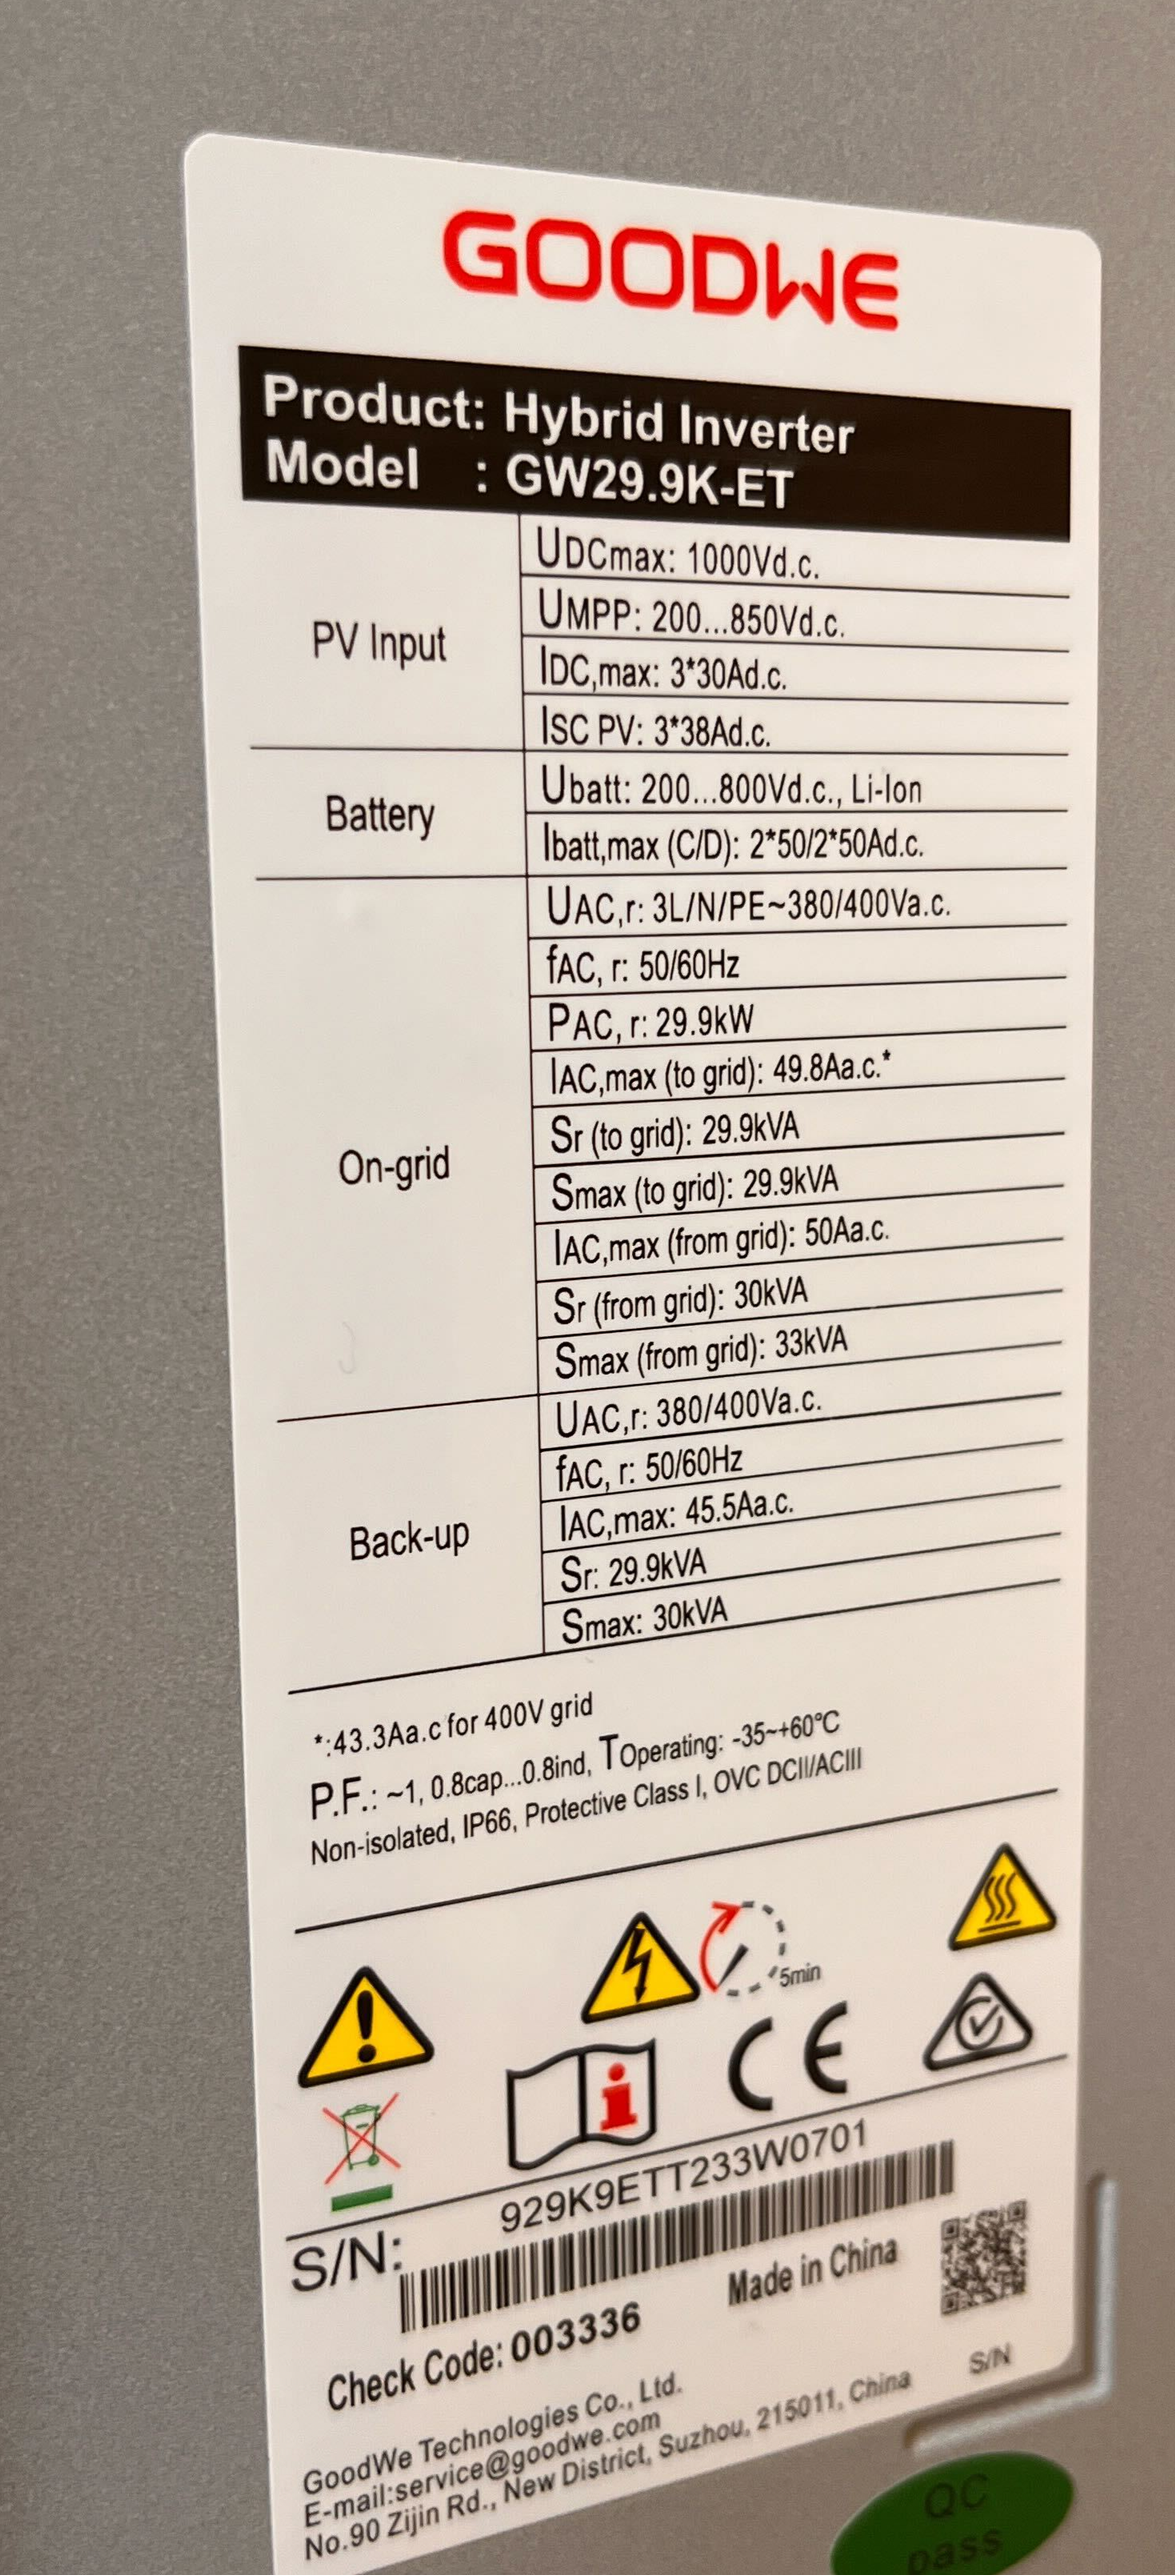 GOODWE
Product: Hybrid Inverter
Model : GW29.9K-ET
PV Input
UDCmax: 1000Vd.c.
UMPP: 200...850Vd.c.
IDC,max: 3*30Ad.c.
ISC PV: 3*38Ad.c.
Battery
Ubatt: 200...800Vd.c., Li-Ion
Ibatt,max (C/D): 2*50/2*50Ad.c.
On-grid
UAC,r: 3L/N/PE~380/400Va.c.
fAC, r: 50/60Hz
PAC, r: 29.9kW
IAC,max (to grid): 49.8Aa.c.*
Sr (to grid): 29.9kVA
Smax (to grid): 29.9kVA
IAC,max (from grid): 50Aa.c.
Sr (from grid): 30kVA
Smax (from grid): 33kVA
Back-up
UAC,r: 380/400Va.c.
fAC, r: 50/60Hz
IAC,max: 45.5Aa.c.
Sr: 29.9kVA
Smax: 30kVA
*:43.3Aa.c for 400V grid
P.F.: ~1, 0.8cap...0.8ind, TOperating: -35~+60°C
Non-isolated, IP66, Protective Class I, OVC DCII/ACIII
5min
i
CE
929K9ETT233W0701
S/N:
Made in China
Check Code: 003336
S/N
GoodWe Technologies Co., Ltd.
E-mail:service@goodwe.com
No.90 Zijin Rd., New District, Suzhou, 215011, China
QC
pass